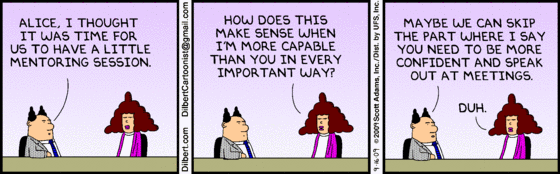 ALICE, I THOUGHT
IT WAS TIME FOR
US TO HAVE A LITTLE
MENTORING SESSION.
Dilbert.com DilbertCartoonist@gmail.com
HOW DOES THIS
MAKE SENSE WHEN
I'M MORE CAPABLE
THAN YOU IN EVERY
IMPORTANT WAY?
9-16-09 © 2009 Scott Adams, Inc./Dist. by UFS, Inc.
MAYBE WE CAN SKIP
THE PART WHERE I SAY
YOU NEED TO BE MORE
CONFIDENT AND SPEAK
OUT AT MEETINGS.
DUH.